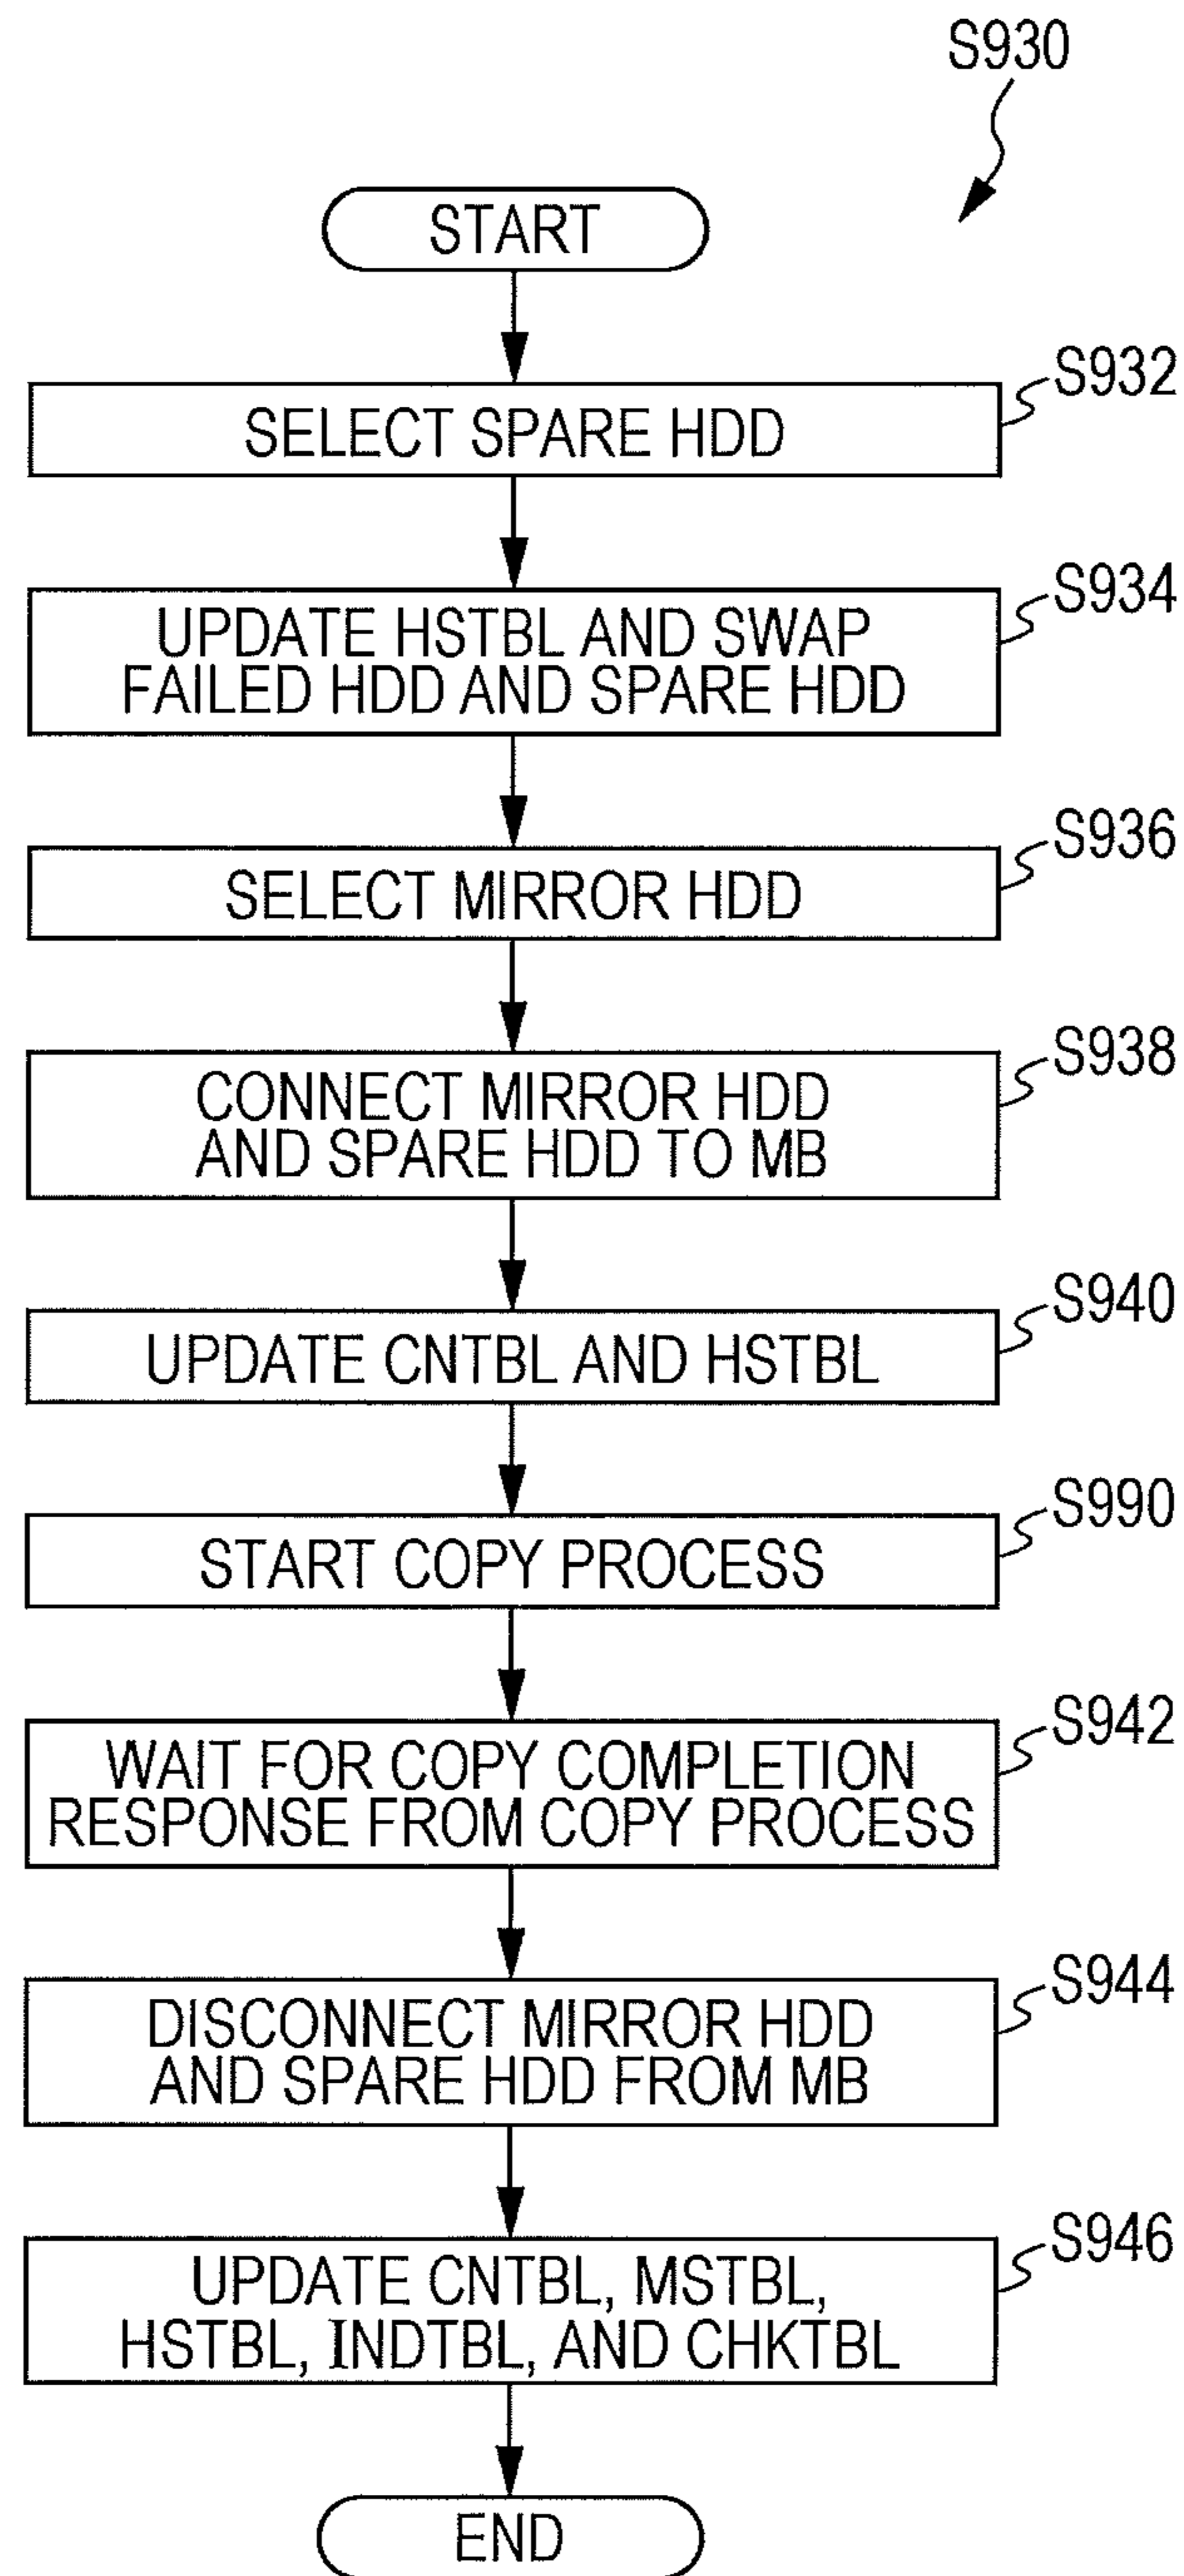 S930
START
S932
SELECT SPARE HDD
S934
UPDATE HSTBL AND SWAP
FAILED HDD AND SPARE HDD
S936
SELECT MIRROR HDD
S938
CONNECT MIRROR HDD
AND SPARE HDD TO MB
S940
UPDATE CNTBL AND HSTBL
S990
START COPY PROCESS
S942
WAIT FOR COPY COMPLETION
RESPONSE FROM COPY PROCESS
S944
DISCONNECT MIRROR HDD
AND SPARE HDD FROM MB
S946
UPDATE CNTBL, MSTBL,
HSTBL, INDTBL, AND CHKTBL
END